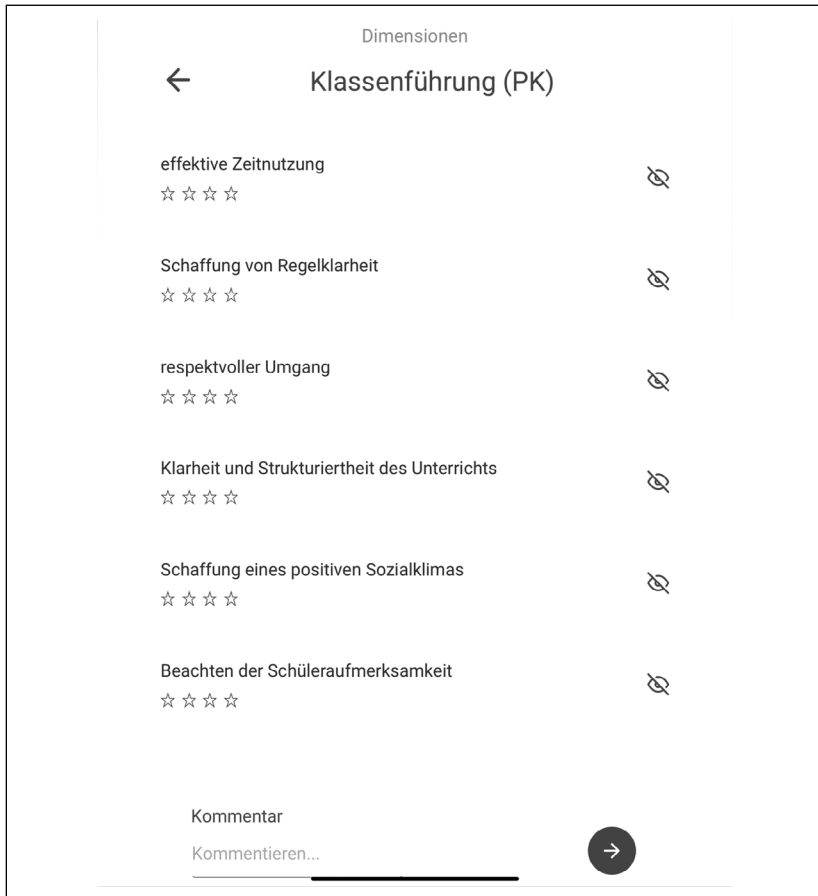 Dimensionen
Klassenführung (PK)
effektive Zeitnutzung
Schaffung von Regelklarheit
respektvoller Umgang
Klarheit und Strukturiertheit des Unterrichts
Schaffung eines positiven Sozialklimas
Beachten der Schüleraufmerksamkeit
Kommentar
Kommentieren...